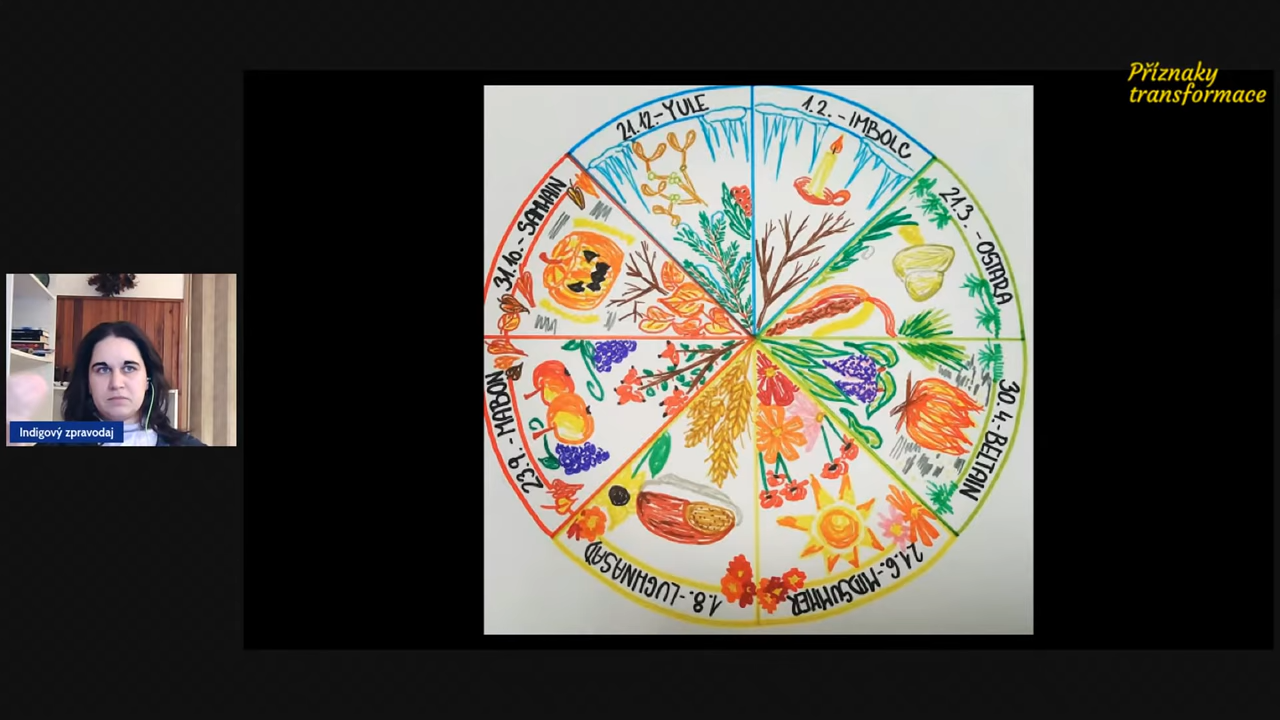 Příznaky
transformace
21.12.-YULE
1.2.-IMBOLC
21.3.-OSTARA
30.4.-BELTAIN
21.6.-MIDSUMMER
1.8.-LUGHNASAD
23.9.-MABON
31.10.-SAMHAIN
Indigový zpravodaj